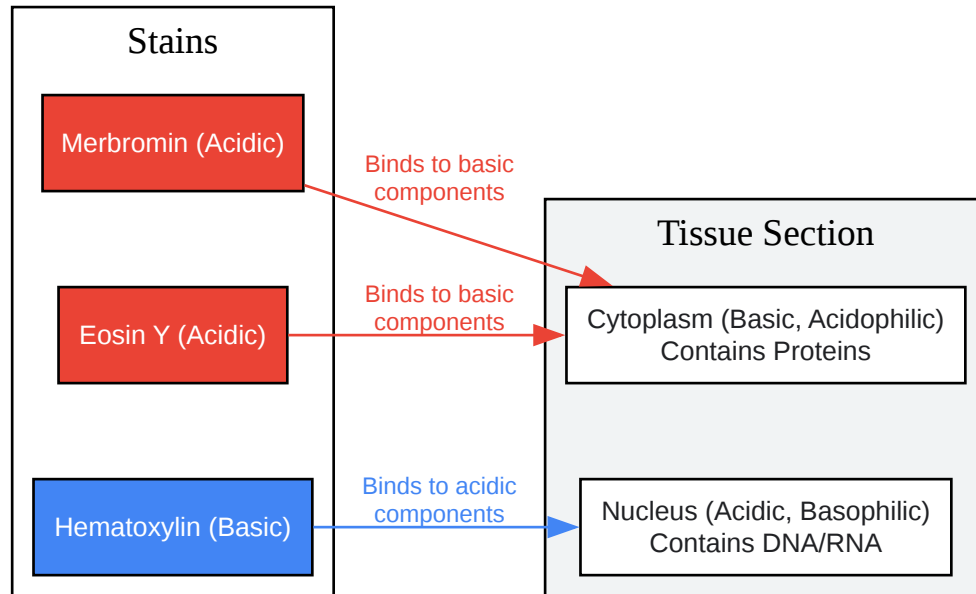 Stains
Merbromin (Acidic)
Binds to basic
components
Tissue Section
Eosin Y (Acidic)
Binds to basic
components
Cytoplasm (Basic, Acidophilic)
Contains Proteins
Hematoxylin (Basic)
Binds to acidic
components
Nucleus (Acidic, Basophilic)
Contains DNA/RNA